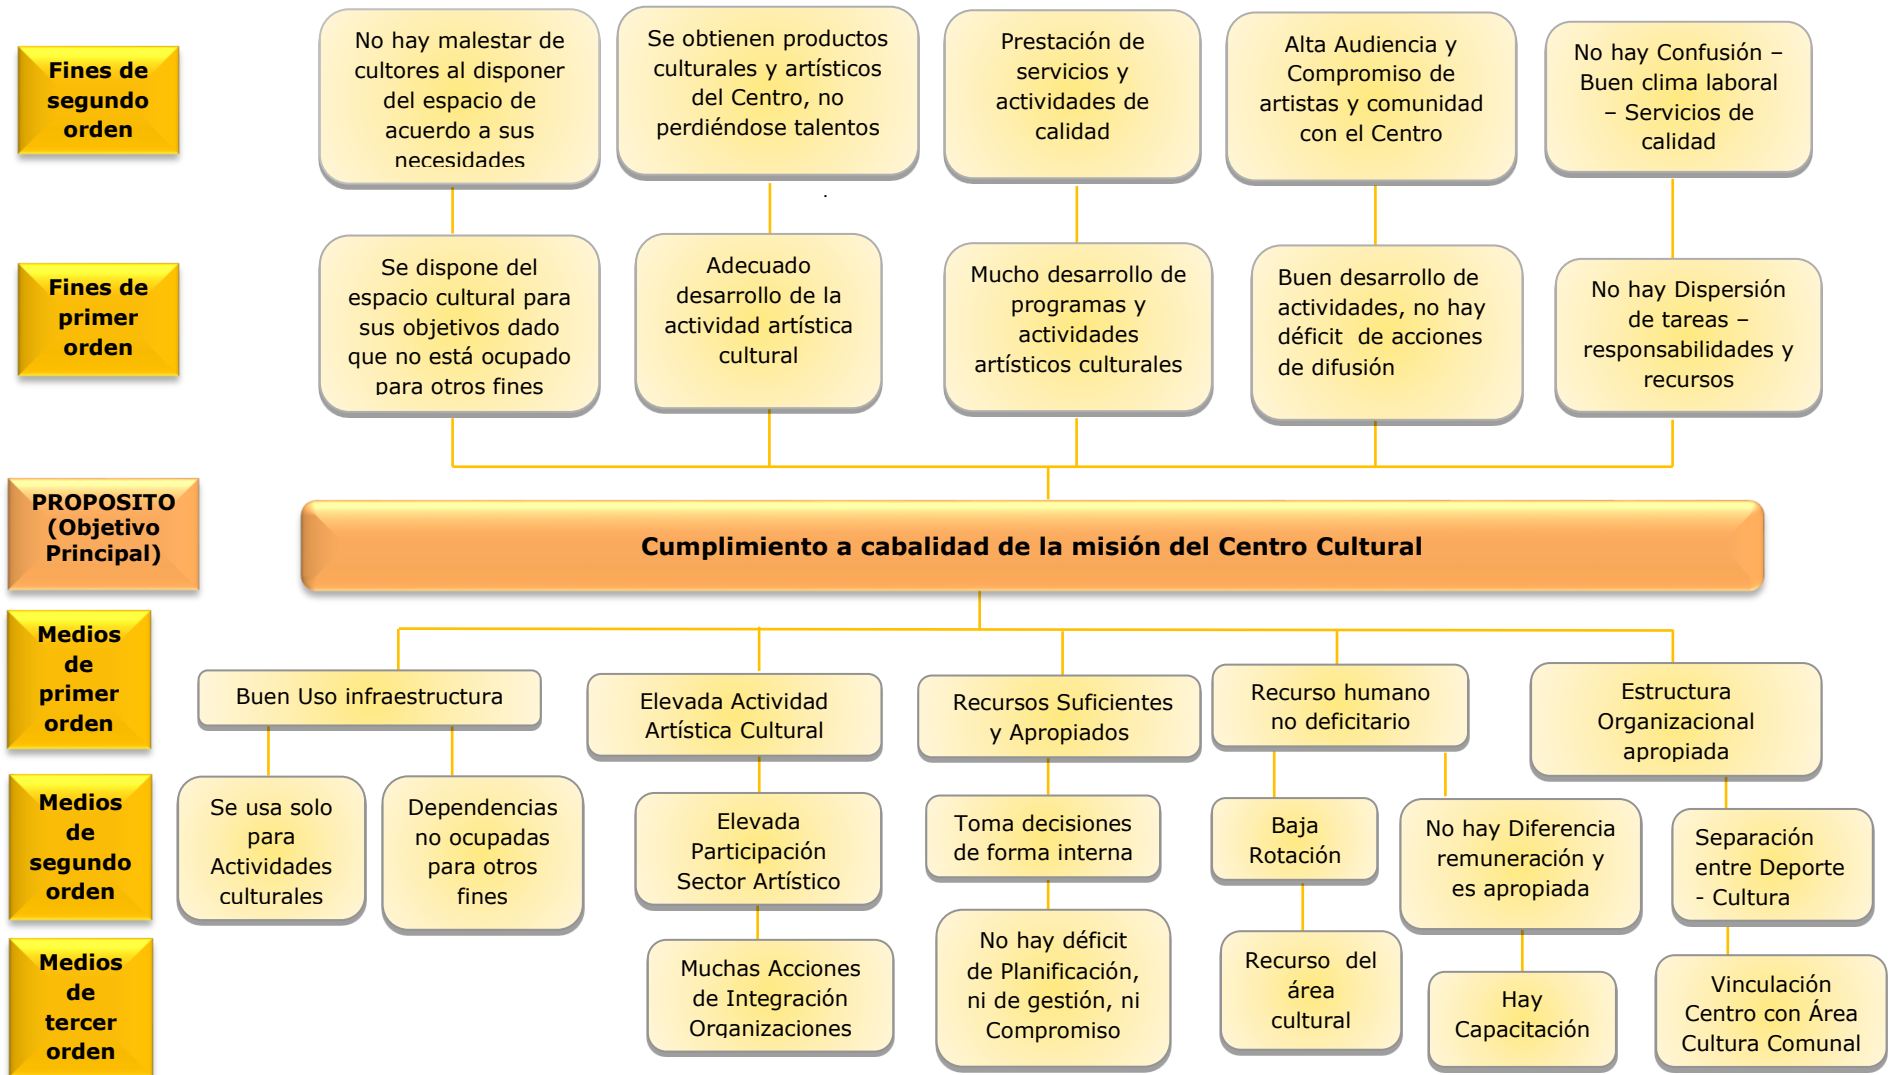 Fines de
segundo
orden
No hay malestar de
cultores al disponer
del espacio de
acuerdo a sus
necesidades
Se obtienen productos
culturales y artísticos
del Centro, no
perdiéndose talentos
.
Prestación de
servicios y
actividades de
calidad
Alta Audiencia y
Compromiso de
artistas y comunidad
con el Centro
No hay Confusión –
Buen clima laboral
– Servicios de
calidad
Fines de
primer
orden
Se dispone del
espacio cultural para
sus objetivos dado
que no está ocupado
para otros fines
Adecuado
desarrollo de la
actividad artística
cultural
Mucho desarrollo de
programas y
actividades
artísticos culturales
Buen desarrollo de
actividades, no hay
déficit de acciones
de difusión
No hay Dispersión
de tareas –
responsabilidades y
recursos
PROPOSITO
(Objetivo
Principal)
Cumplimiento a cabalidad de la misión del Centro Cultural
Medios
de
primer
orden
Buen Uso infraestructura
Elevada Actividad
Artística Cultural
Recursos Suficientes
y Apropiados
Recurso humano
no deficitario
Estructura
Organizacional
apropiada
Medios
de
segundo
orden
Se usa solo
para
Actividades
culturales
Dependencias
no ocupadas
para otros
fines
Elevada
Participación
Sector Artístico
Toma decisiones
de forma interna
Baja
Rotación
No hay Diferencia
remuneración y
es apropiada
Separación
entre Deporte
- Cultura
Medios
de
tercer
orden
Muchas Acciones
de Integración
Organizaciones
No hay déficit
de Planificación,
ni de gestión, ni
Compromiso
Recurso del
área
cultural
Hay
Capacitación
Vinculación
Centro con Área
Cultura Comunal